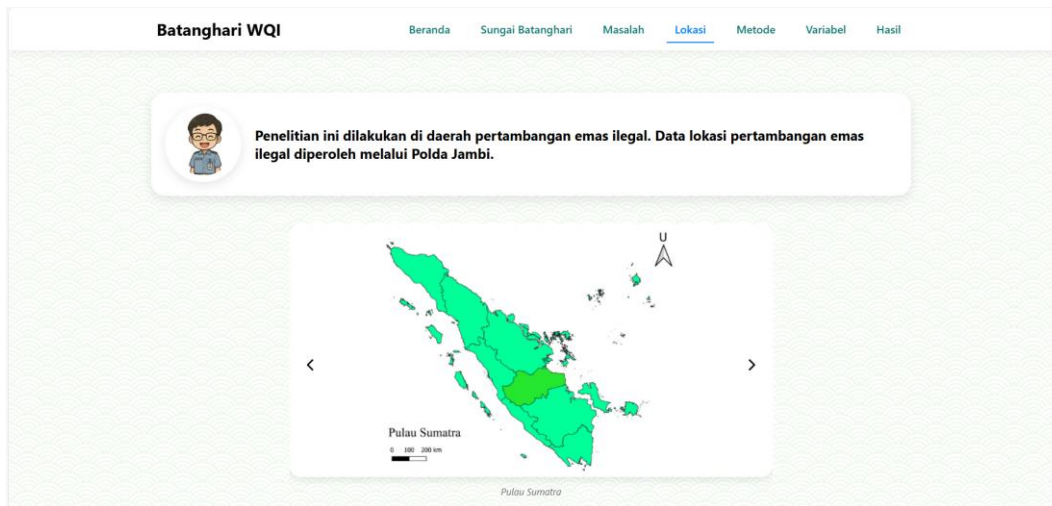 Batanghari WQI
Beranda Sungai Batanghari Masalah Lokasi Metode Variabel Hasil
Penelitian ini dilakukan di daerah pertambangan emas ilegal. Data lokasi pertambangan emas
ilegal diperoleh melalui Polda Jambi.
U
Pulau Sumatra
0 100 200 km
Pulau Sumatra